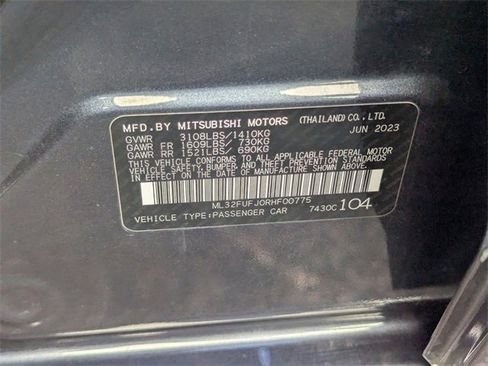 MFD.BY MITSUBISHI MOTORS (THAILAND)CO.,LTD.
GVWR 3108LBS/1410KG JUN 2023
GAWR FR 1609LBS/ 730KG
GAWR RR 1521LBS/ 690KG
THIS VEHICLE CONFORMS TO ALL APPLICABLE FEDERAL MOTOR
VEHICLE SAFETY, BUMPER, AND THEFT PREVENTION STANDARDS
IN EFFECT ON THE DATE OF MANUFACTURE SHOWN ABOVE.
ML32FUFJ0RHF00775
VEHICLE TYPE:PASSENGER CAR 7430C 104